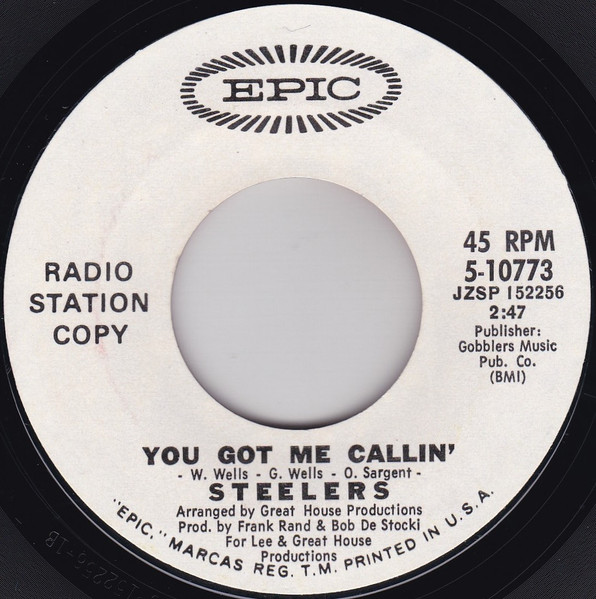 EPIC
RADIO
STATION
COPY
45 RPM
5-10773
JZSP 152256
2:47
Publisher:
Gobblers Music
Pub. Co.
(BMI)
YOU GOT ME CALLIN'
- W. Wells - G. Wells - O. Sargent -
STEELERS
Arranged by Great House Productions
Prod. by Frank Rand & Bob De Stocki
For Lee & Great House
Productions
"EPIC," MARCAS REG. T.M. PRINTED IN U.S.A.